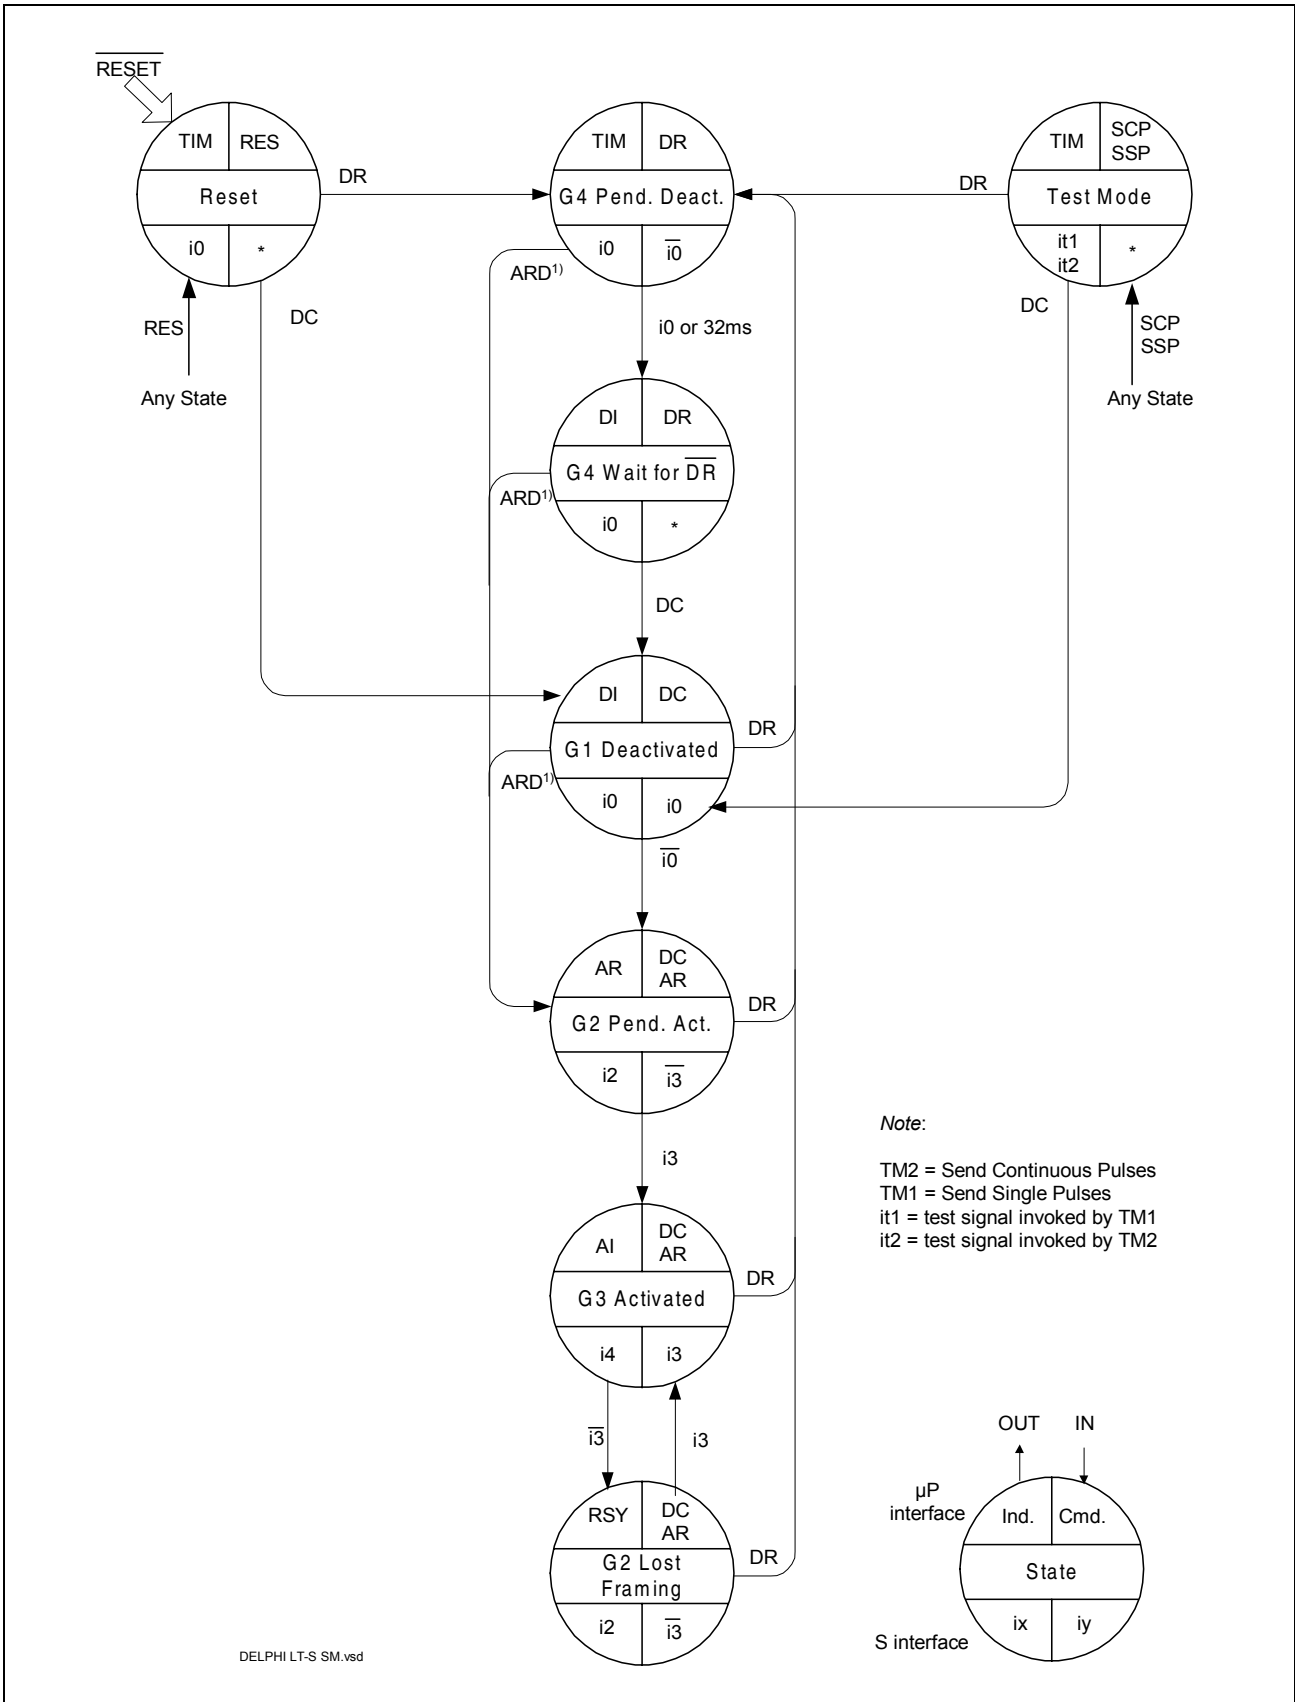 RESET
TIM RES
Reset
i0 *
DR
DC
RES
Any State
TIM DR
G4 Pend. Deact.
i0 i0
ARD1)
i0 or 32ms
TIM SCP
SSP
Test Mode
it1
it2 *
DR
DC
SCP
SSP
Any State
DI DR
G4 Wait for DR
i0 *
ARD1)
DC
DI DC
G1 Deactivated
i0 i0
DR
ARD1)
i0
AR DC
AR
G2 Pend. Act.
i2 i3
DR
i3
AI DC
AR
G3 Activated
i4 i3
DR
i3 i3
RSY DC
AR
G2 Lost
Framing
i2 i3
DR
Note:
TM2 = Send Continuous Pulses
TM1 = Send Single Pulses
it1 = test signal invoked by TM1
it2 = test signal invoked by TM2
OUT IN
µP
interface
Ind. Cmd.
State
ix iy
S interface
DELPHI LT-S SM.vsd